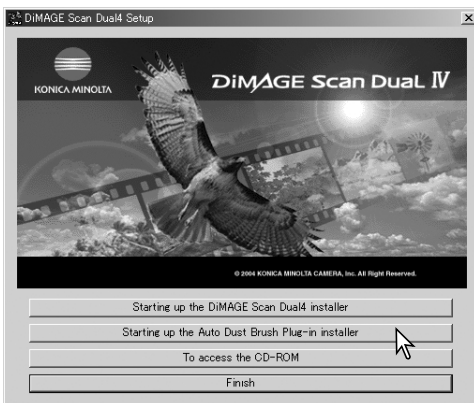 DiMAGE Scan Dual4 Setup
KONICA MINOLTA
DiMAGE Scan Dual IV
© 2004 KONICA MINOLTA CAMERA, Inc. All Right Reserved.
Starting up the DiMAGE Scan Dual4 installer
Starting up the Auto Dust Brush Plug-in installer
To access the CD-ROM
Finish